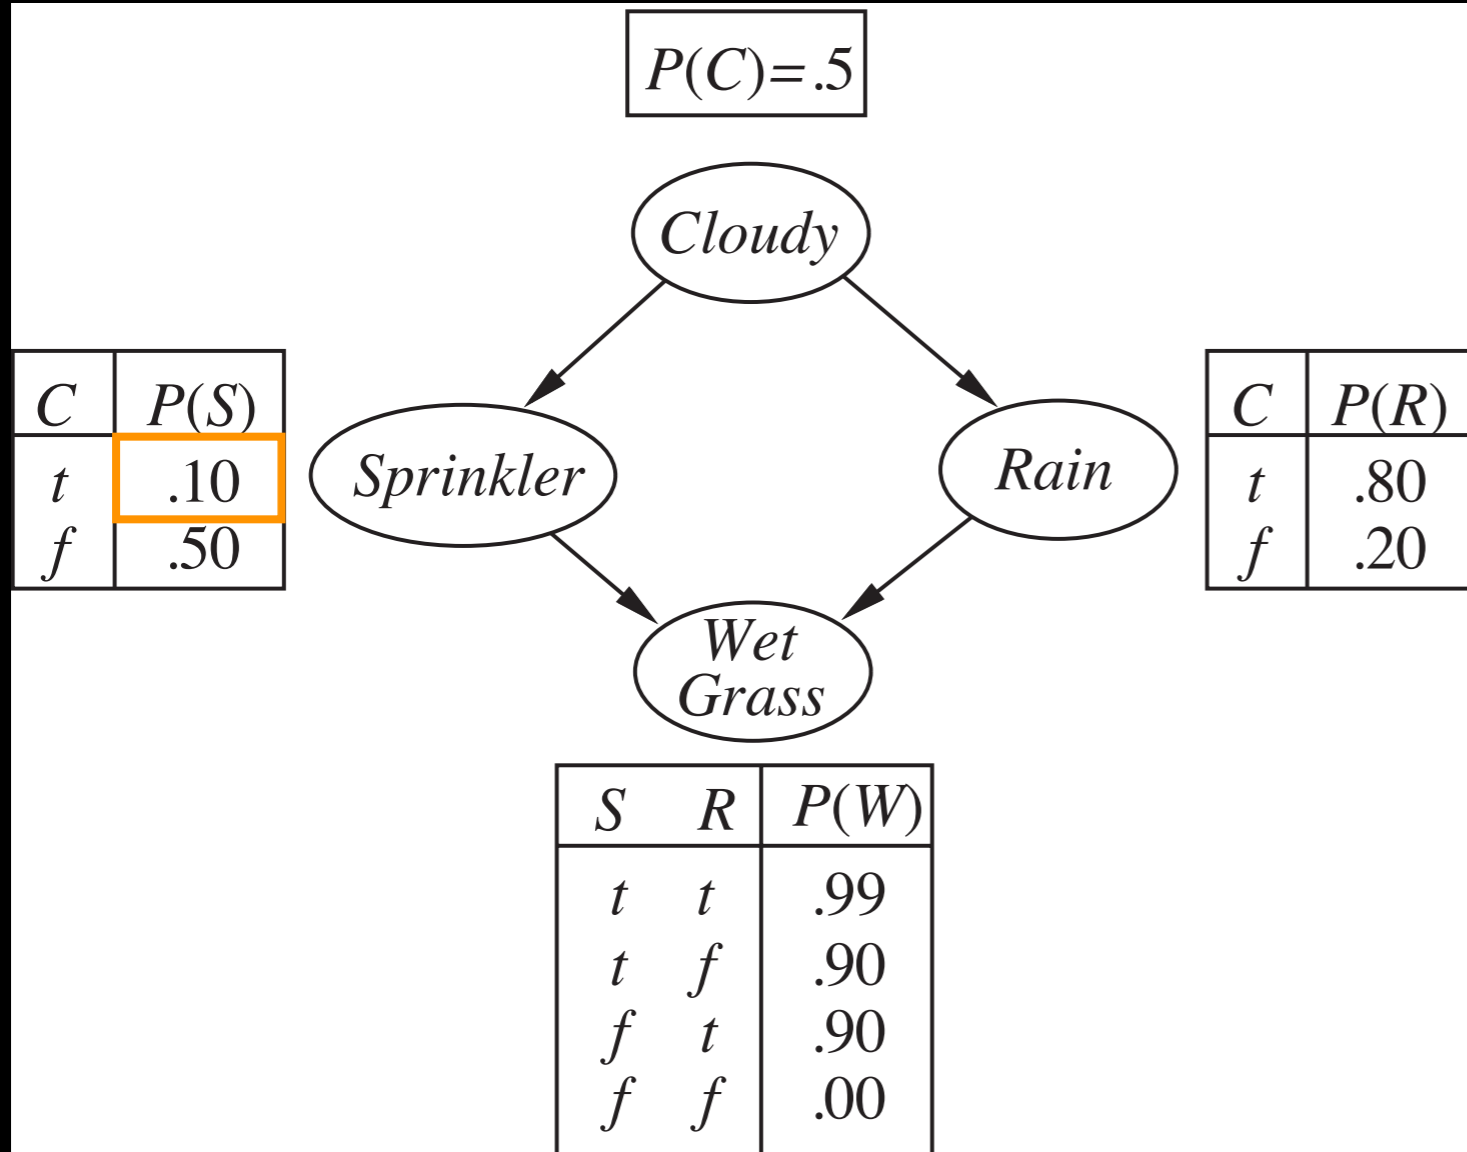 P(C)=.5
Cloudy
C P(S)
t .10
f .50
Sprinkler
Rain
C P(R)
t .80
f .20
Wet
Grass
S R P(W)
t t .99
t f .90
f t .90
f f .00